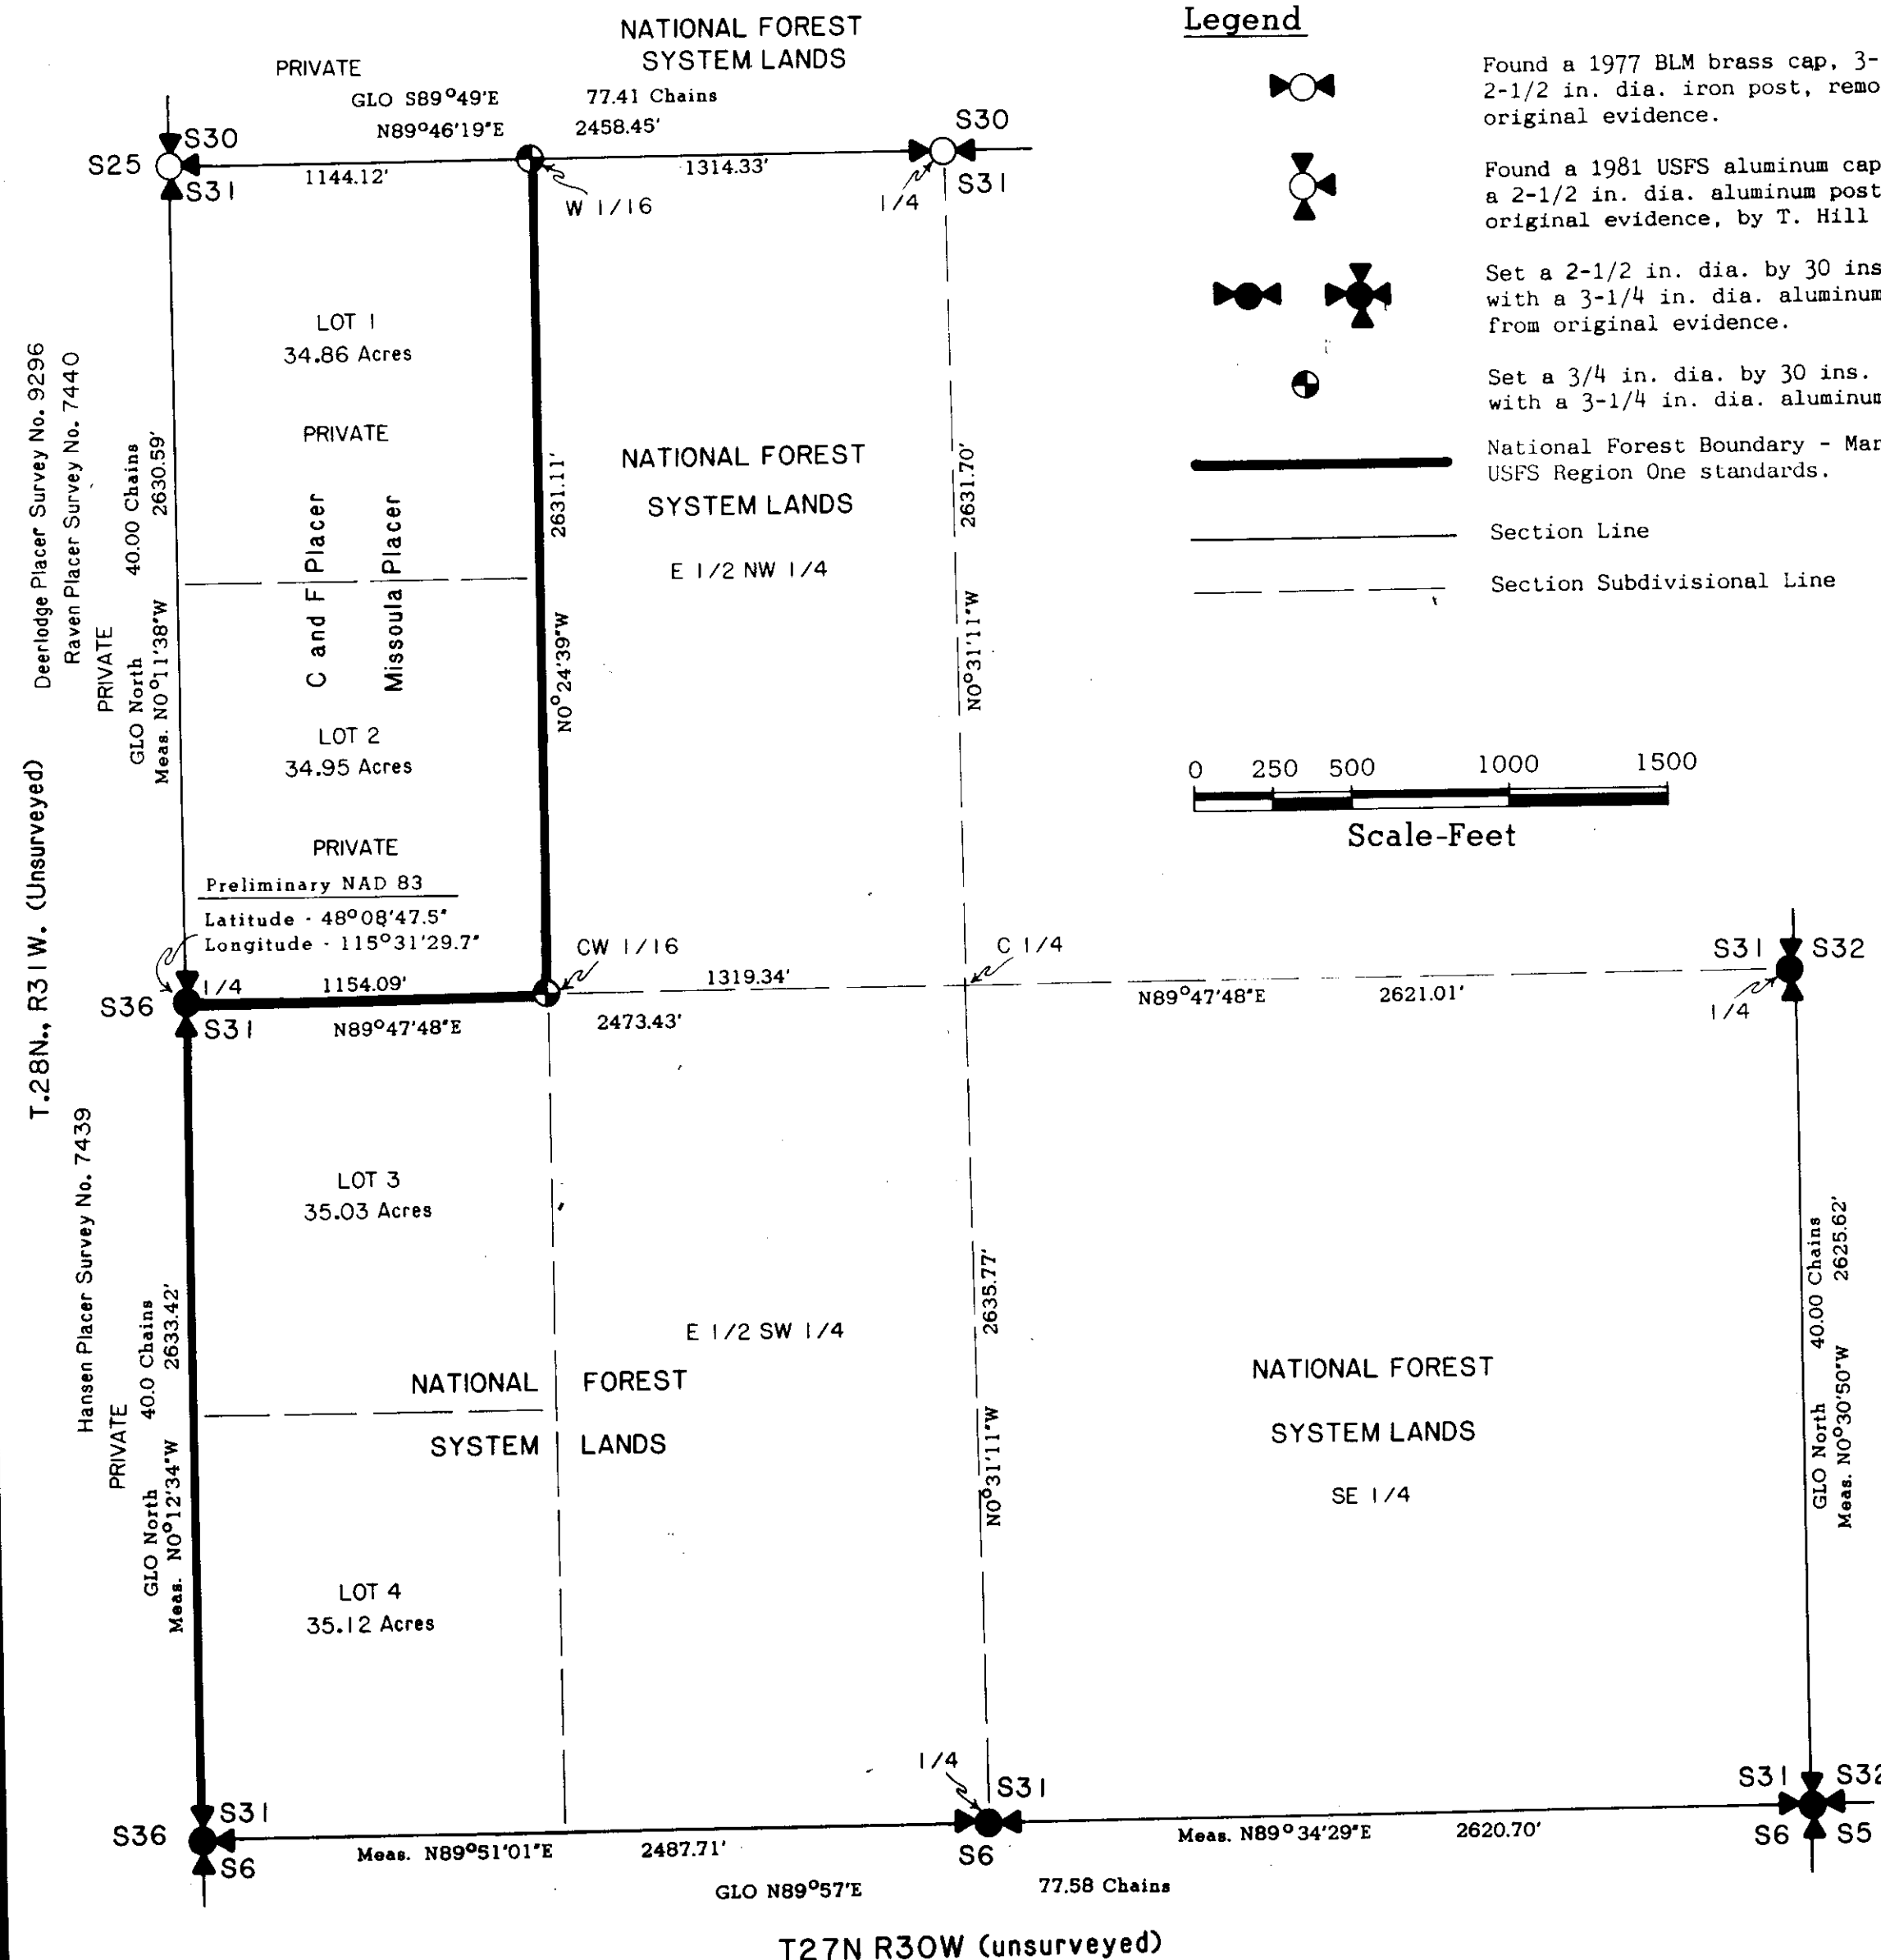 NATIONAL FOREST
SYSTEM LANDS
PRIVATE
GLO S89°49'E 77.41 Chains
N89°46'19"E 2458.45'
S30
S25
S31
1144.12'
W 1/16
1314.33'
1/4
S30
S31
LOT 1
34.86 Acres
PRIVATE
C and F Placer
Missoula Placer
Deerlodge Placer Survey No. 9296
Raven Placer Survey No. 7440
PRIVATE
GLO North 40.00 Chains
Meas. N0°11'38"W 2630.59'
2631.11'
N0°24'39"W
NATIONAL FOREST
SYSTEM LANDS
E 1/2 NW 1/4
2631.70'
N0°31'11"W
LOT 2
34.95 Acres
PRIVATE
Preliminary NAD 83
Latitude - 48°08'47.5"
Longitude - 115°31'29.7"
T.28N., R31W. (Unsurveyed)
S36
1/4
S31
1154.09'
N89°47'48"E
2473.43'
CW 1/16
1319.34'
C 1/4
N89°47'48"E 2621.01'
S31 S32
1/4
Hansen Placer Survey No. 7439
PRIVATE
GLO North 40.0 Chains
Meas. N0°12'34"W 2633.42'
LOT 3
35.03 Acres
E 1/2 SW 1/4
NATIONAL FOREST
SYSTEM LANDS
2635.77'
N0°31'11"W
LOT 4
35.12 Acres
NATIONAL FOREST
SYSTEM LANDS
SE 1/4
GLO North 40.00 Chains
Meas. N0°30'50"W 2625.62'
S36
S31
S6
Meas. N89°51'01"E 2487.71'
1/4
S31
S6
Meas. N89°34'29"E 2620.70'
S31 S32
S6 S5
GLO N89°57'E 77.58 Chains
T27N R30W (unsurveyed)
Legend
Found a 1977 BLM brass cap, 3-
2-1/2 in. dia. iron post, remo
original evidence.
Found a 1981 USFS aluminum cap
a 2-1/2 in. dia. aluminum post
original evidence, by T. Hill
Set a 2-1/2 in. dia. by 30 ins
with a 3-1/4 in. dia. aluminum
from original evidence.
Set a 3/4 in. dia. by 30 ins.
with a 3-1/4 in. dia. aluminum
National Forest Boundary - Mar
USFS Region One standards.
Section Line
Section Subdivisional Line
0 250 500 1000 1500
Scale-Feet